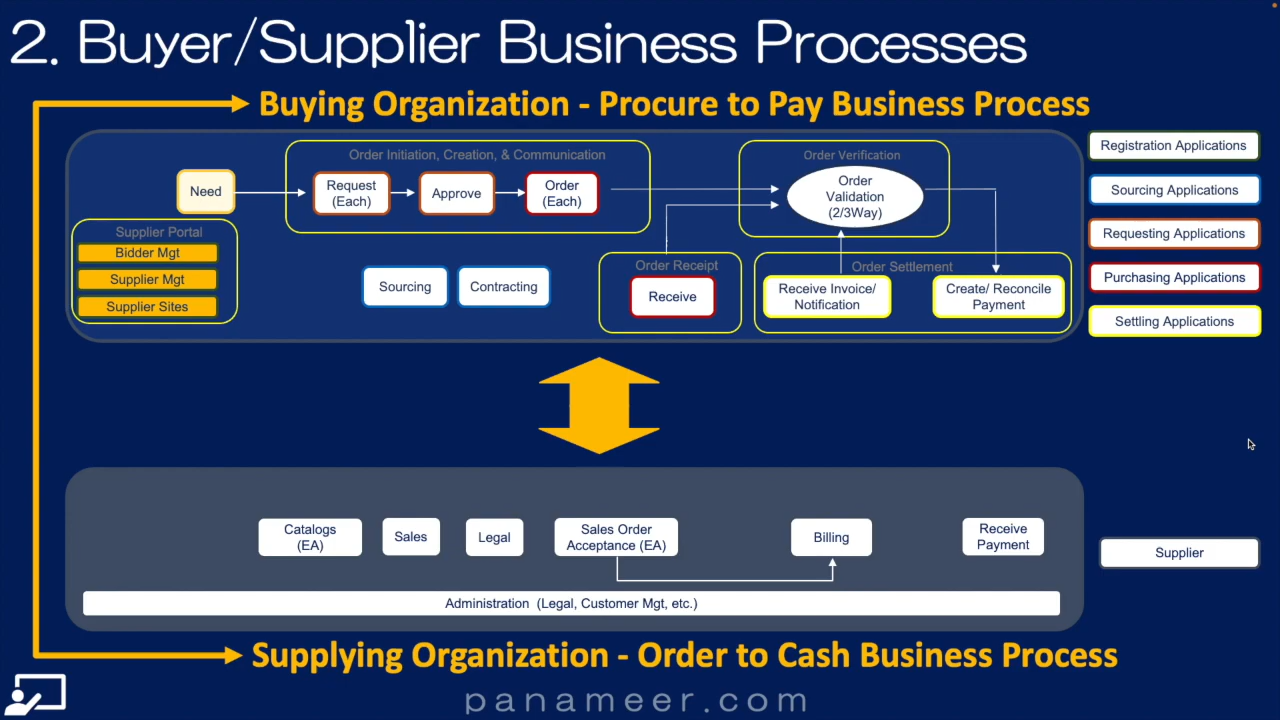 2. Buyer/Supplier Business Processes
Buying Organization - Procure to Pay Business Process
Order Initiation, Creation, & Communication
Order Verification
Registration Applications
Need
Request
(Each)
Approve
Order
(Each)
Order
Validation
(2/3Way)
Sourcing Applications
Supplier Portal
Bidder Mgt
Supplier Mgt
Supplier Sites
Requesting Applications
Sourcing
Contracting
Order Receipt
Receive
Order Settlement
Receive Invoice/
Notification
Create/ Reconcile
Payment
Purchasing Applications
Settling Applications
Catalogs
(EA)
Sales
Legal
Sales Order
Acceptance (EA)
Billing
Receive
Payment
Supplier
Administration (Legal, Customer Mgt, etc.)
Supplying Organization - Order to Cash Business Process
panameer.com